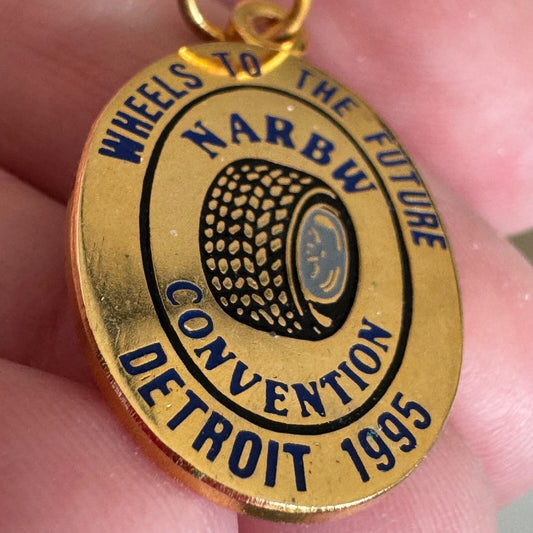 WHEELS TO THE FUTURE
NARBW
CONVENTION
DETROIT 1995